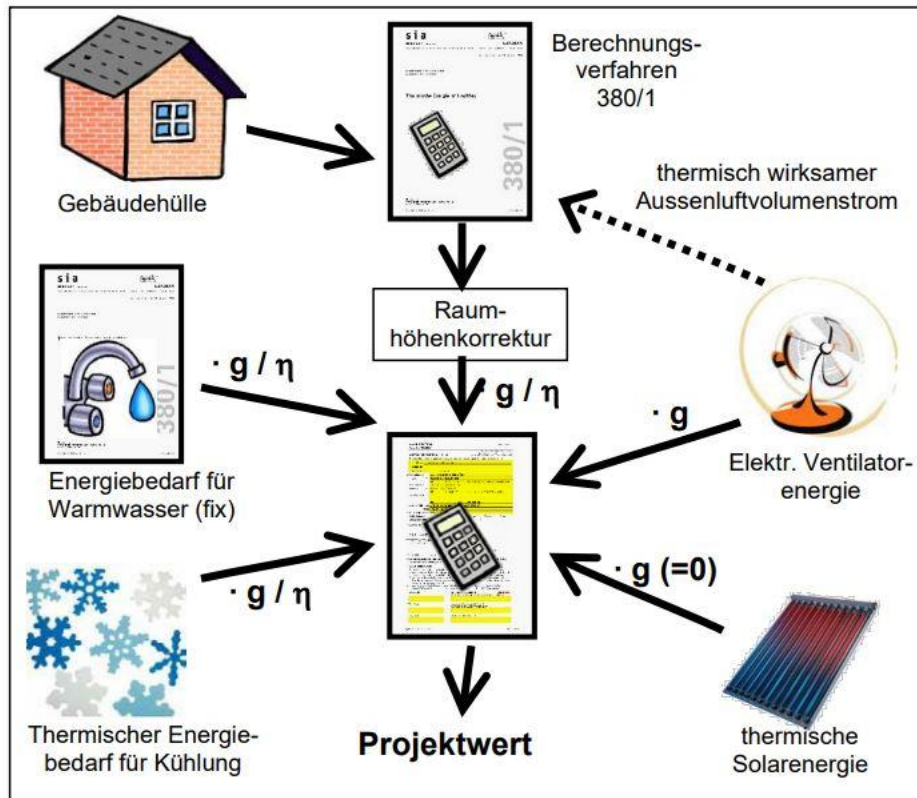 sia
380/1
Berechnungs-
verfahren
380/1
Gebäudehülle
thermisch wirksamer
Aussenluftvolumenstrom
sia
380/1
Raum-
höhenkorrektur
· g / η
· g / η
· g
Energiebedarf für
Warmwasser (fix)
Elektr. Ventilator-
energie
· g / η
· g (=0)
Thermischer Energie-
bedarf für Kühlung
Projektwert
thermische
Solarenergie